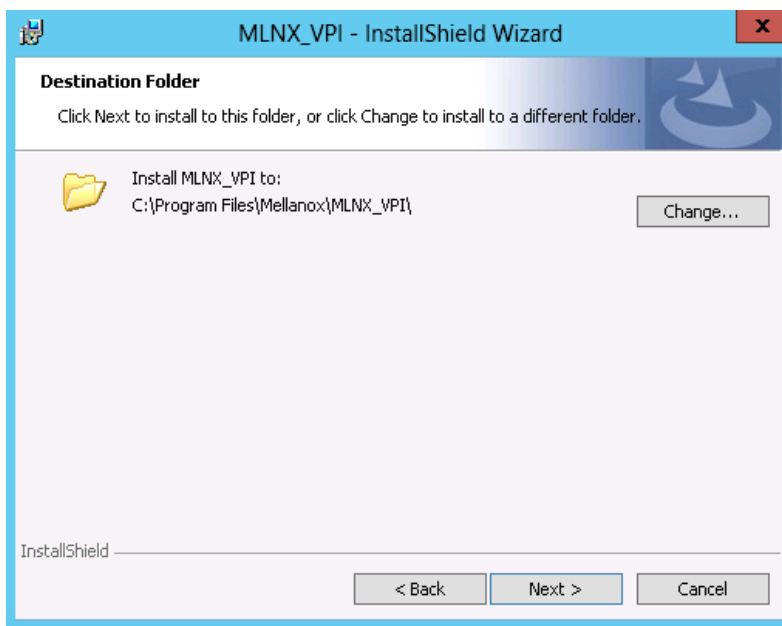 MLNX_VPI - InstallShield Wizard
x
Destination Folder
Click Next to install to this folder, or click Change to install to a different folder.
Install MLNX_VPI to:
C:\Program Files\Mellanox\MLNX_VPI\
Change...
InstallShield
< Back
Next >
Cancel